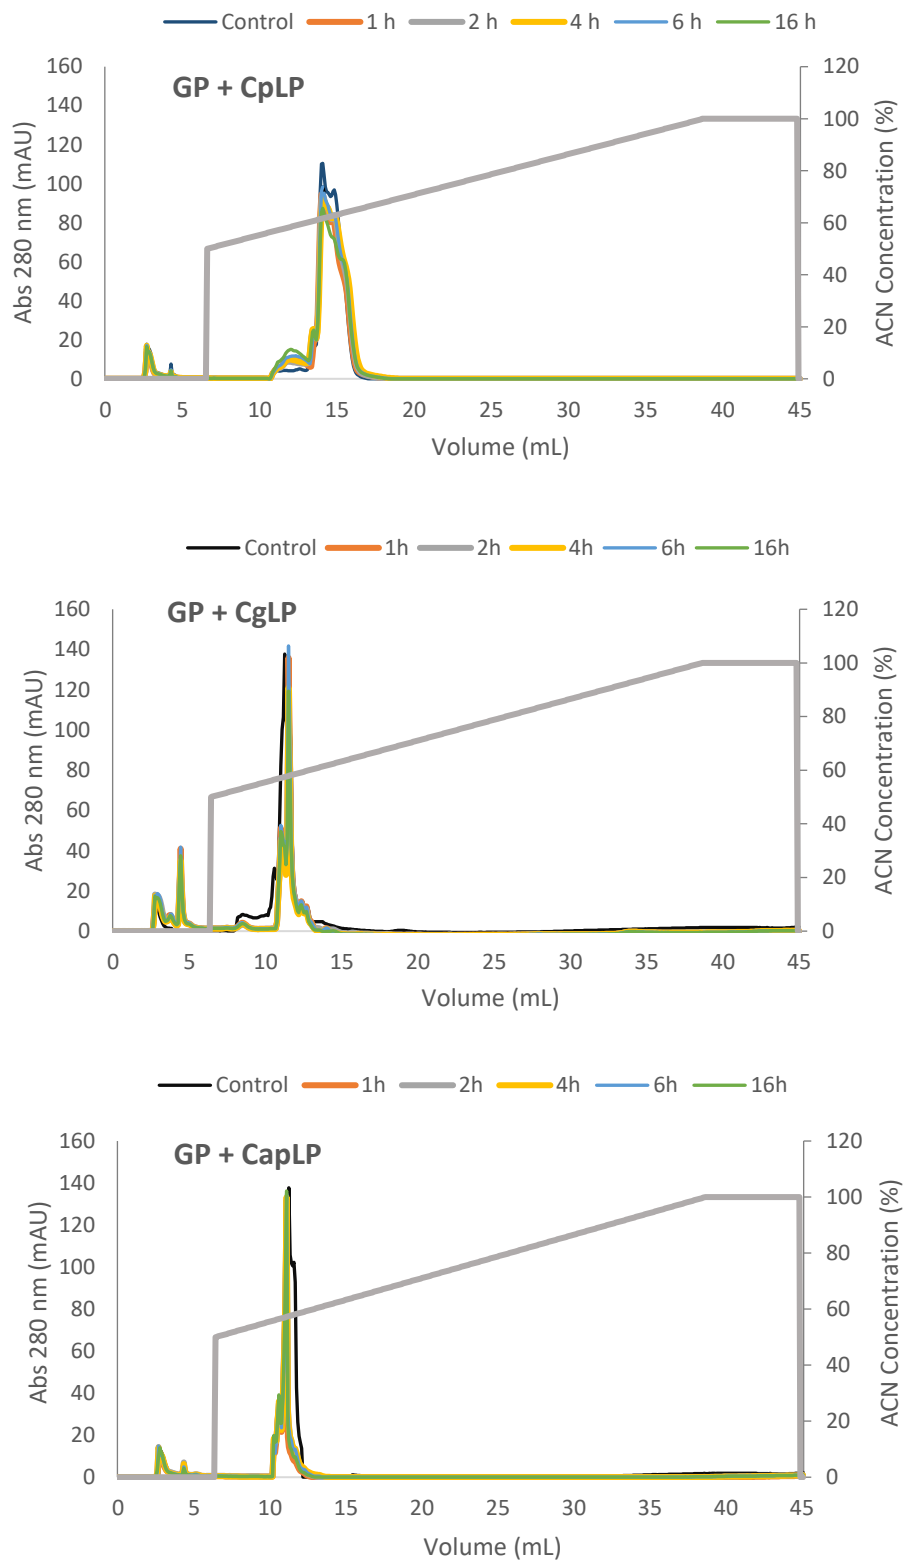 Control 1 h 2 h 4 h 6 h 16 h
GP + CpLP
Abs 280 nm (mAU)
160
140
120
100
80
60
40
20
0
ACN Concentration (%)
120
100
80
60
40
20
0
0 5 10 15 20 25 30 35 40 45
Volume (mL)
Control 1h 2h 4h 6h 16h
GP + CgLP
Abs 280 nm (mAU)
160
140
120
100
80
60
40
20
0
ACN Concentration (%)
120
100
80
60
40
20
0
0 5 10 15 20 25 30 35 40 45
Volume (mL)
Control 1h 2h 4h 6h 16h
GP + CapLP
Abs 280 nm (mAU)
160
140
120
100
80
60
40
20
0
ACN Concentration (%)
120
100
80
60
40
20
0
0 5 10 15 20 25 30 35 40 45
Volume (mL)